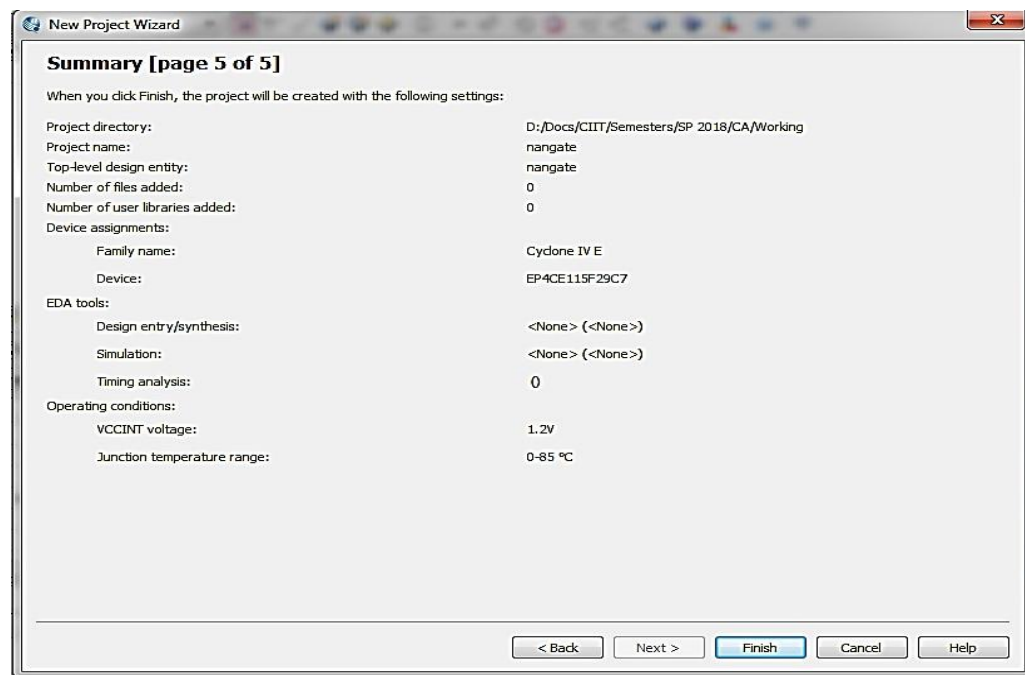 New Project Wizard
Summary [page 5 of 5]
When you click Finish, the project will be created with the following settings:
Project directory: D:/Docs/CIIT/Semesters/SP 2018/CA/Working
Project name: nangate
Top-level design entity: nangate
Number of files added: 0
Number of user libraries added: 0
Device assignments:
Family name: Cyclone IV E
Device: EP4CE115F29C7
EDA tools:
Design entry/synthesis: <None> (<None>)
Simulation: <None> (<None>)
Timing analysis: ()
Operating conditions:
VCCINT voltage: 1.2V
Junction temperature range: 0-85 ºC
< Back Next > Finish Cancel Help